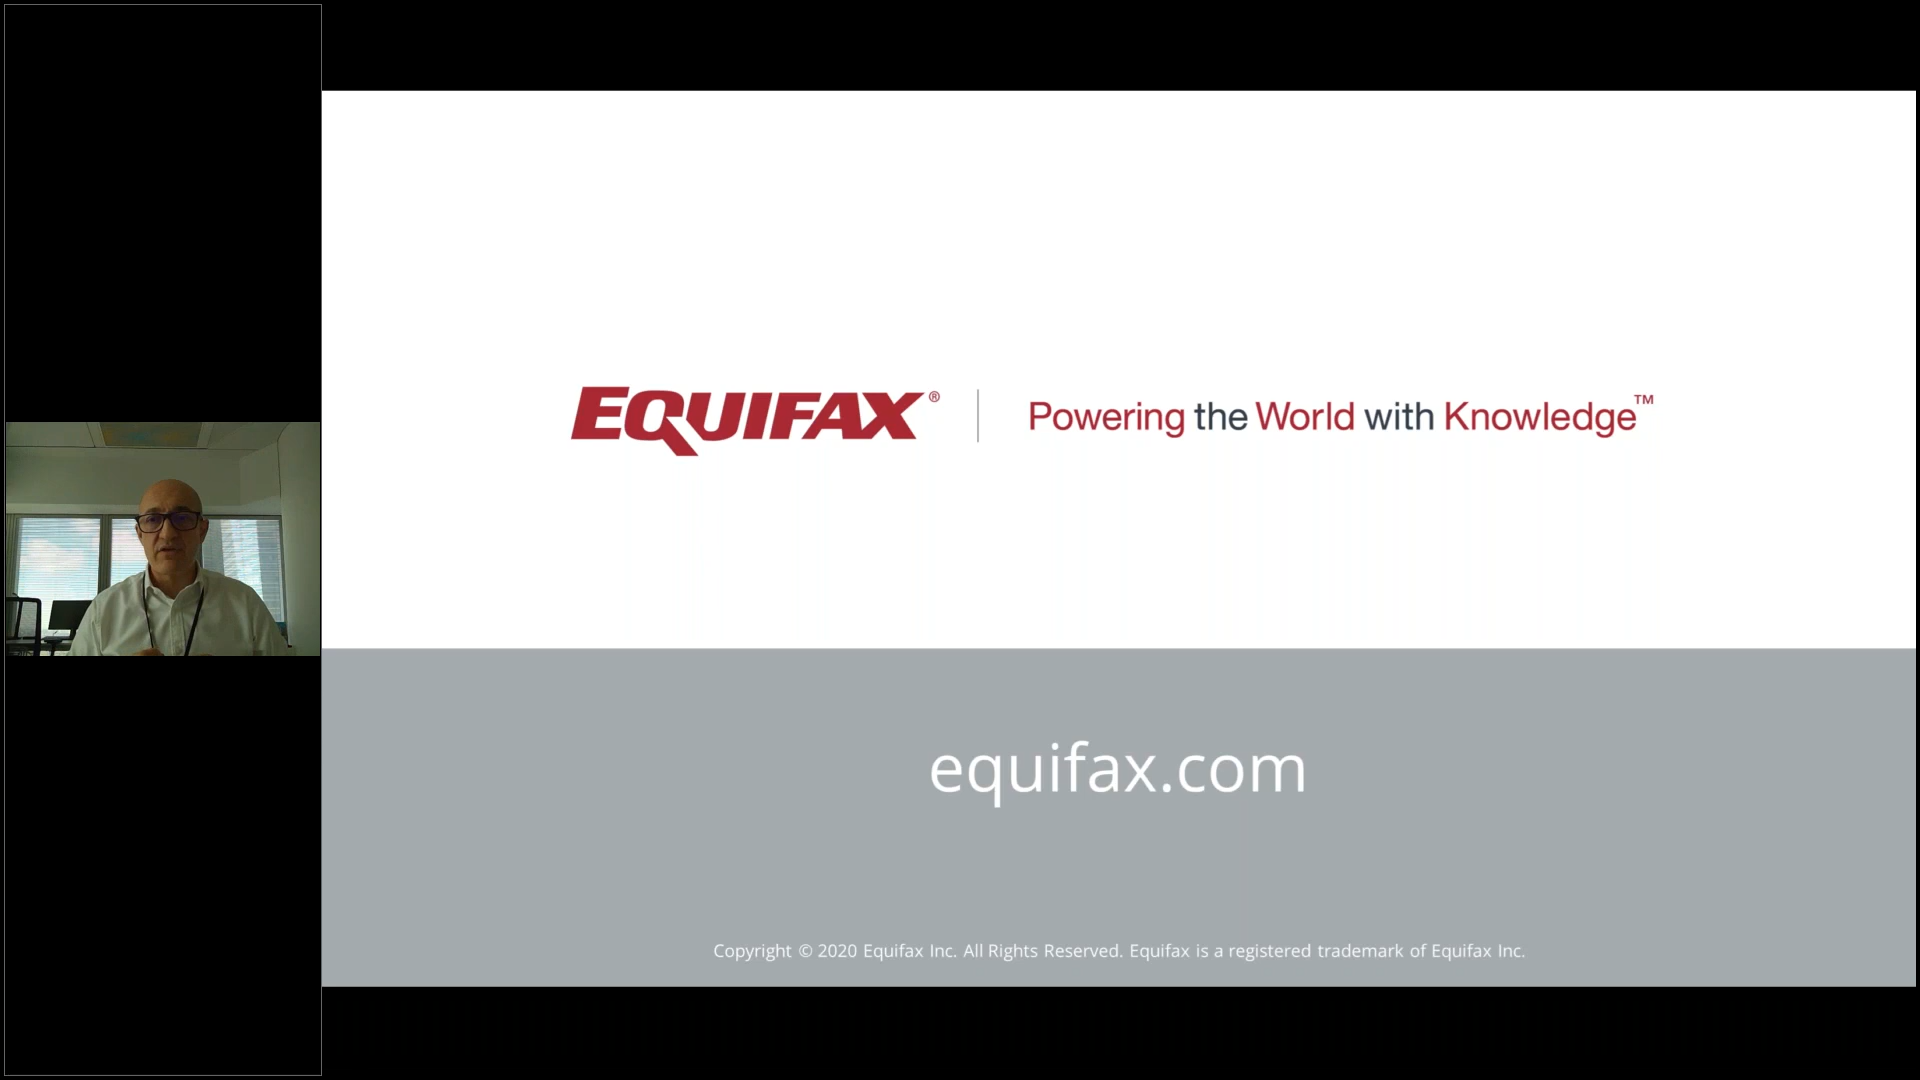 EQUIFAX® | Powering the World with Knowledge™
equifax.com
Copyright © 2020 Equifax Inc. All Rights Reserved. Equifax is a registered trademark of Equifax Inc.